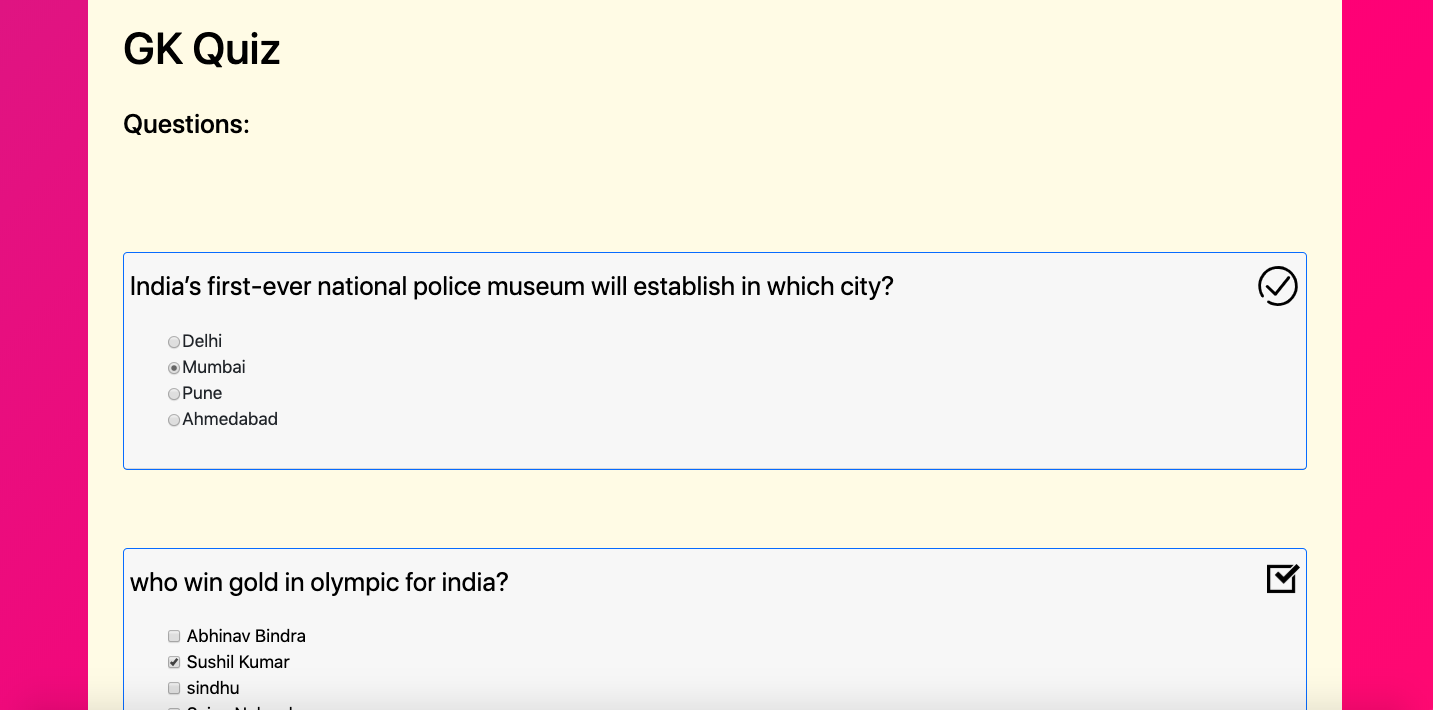 GK Quiz
Questions:
India’s first-ever national police museum will establish in which city?
Delhi
Mumbai
Pune
Ahmedabad
who win gold in olympic for india?
Abhinav Bindra
Sushil Kumar
sindhu